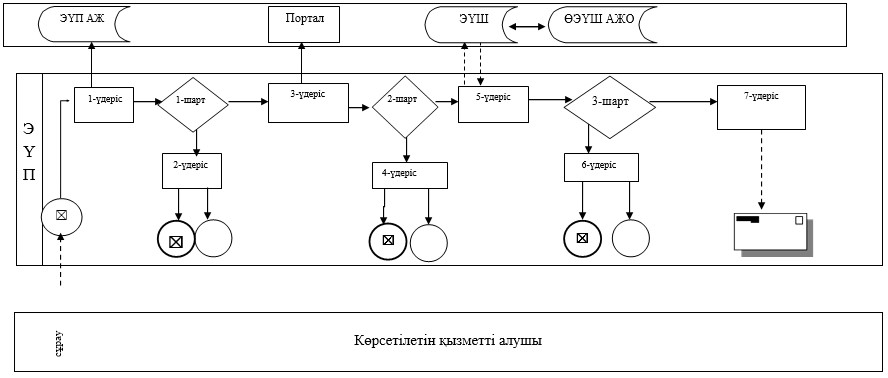 ЭҮП АЖ
Портал
ЭҮШ
ӨЭҮШ АЖО
1-үдеріс
1-шарт
3-үдеріс
2-шарт
5-үдеріс
3-шарт
7-үдеріс
Э
Ү
П
2-үдеріс
4-үдеріс
6-үдеріс
сұрау
Көрсетілетін қызметті алушы